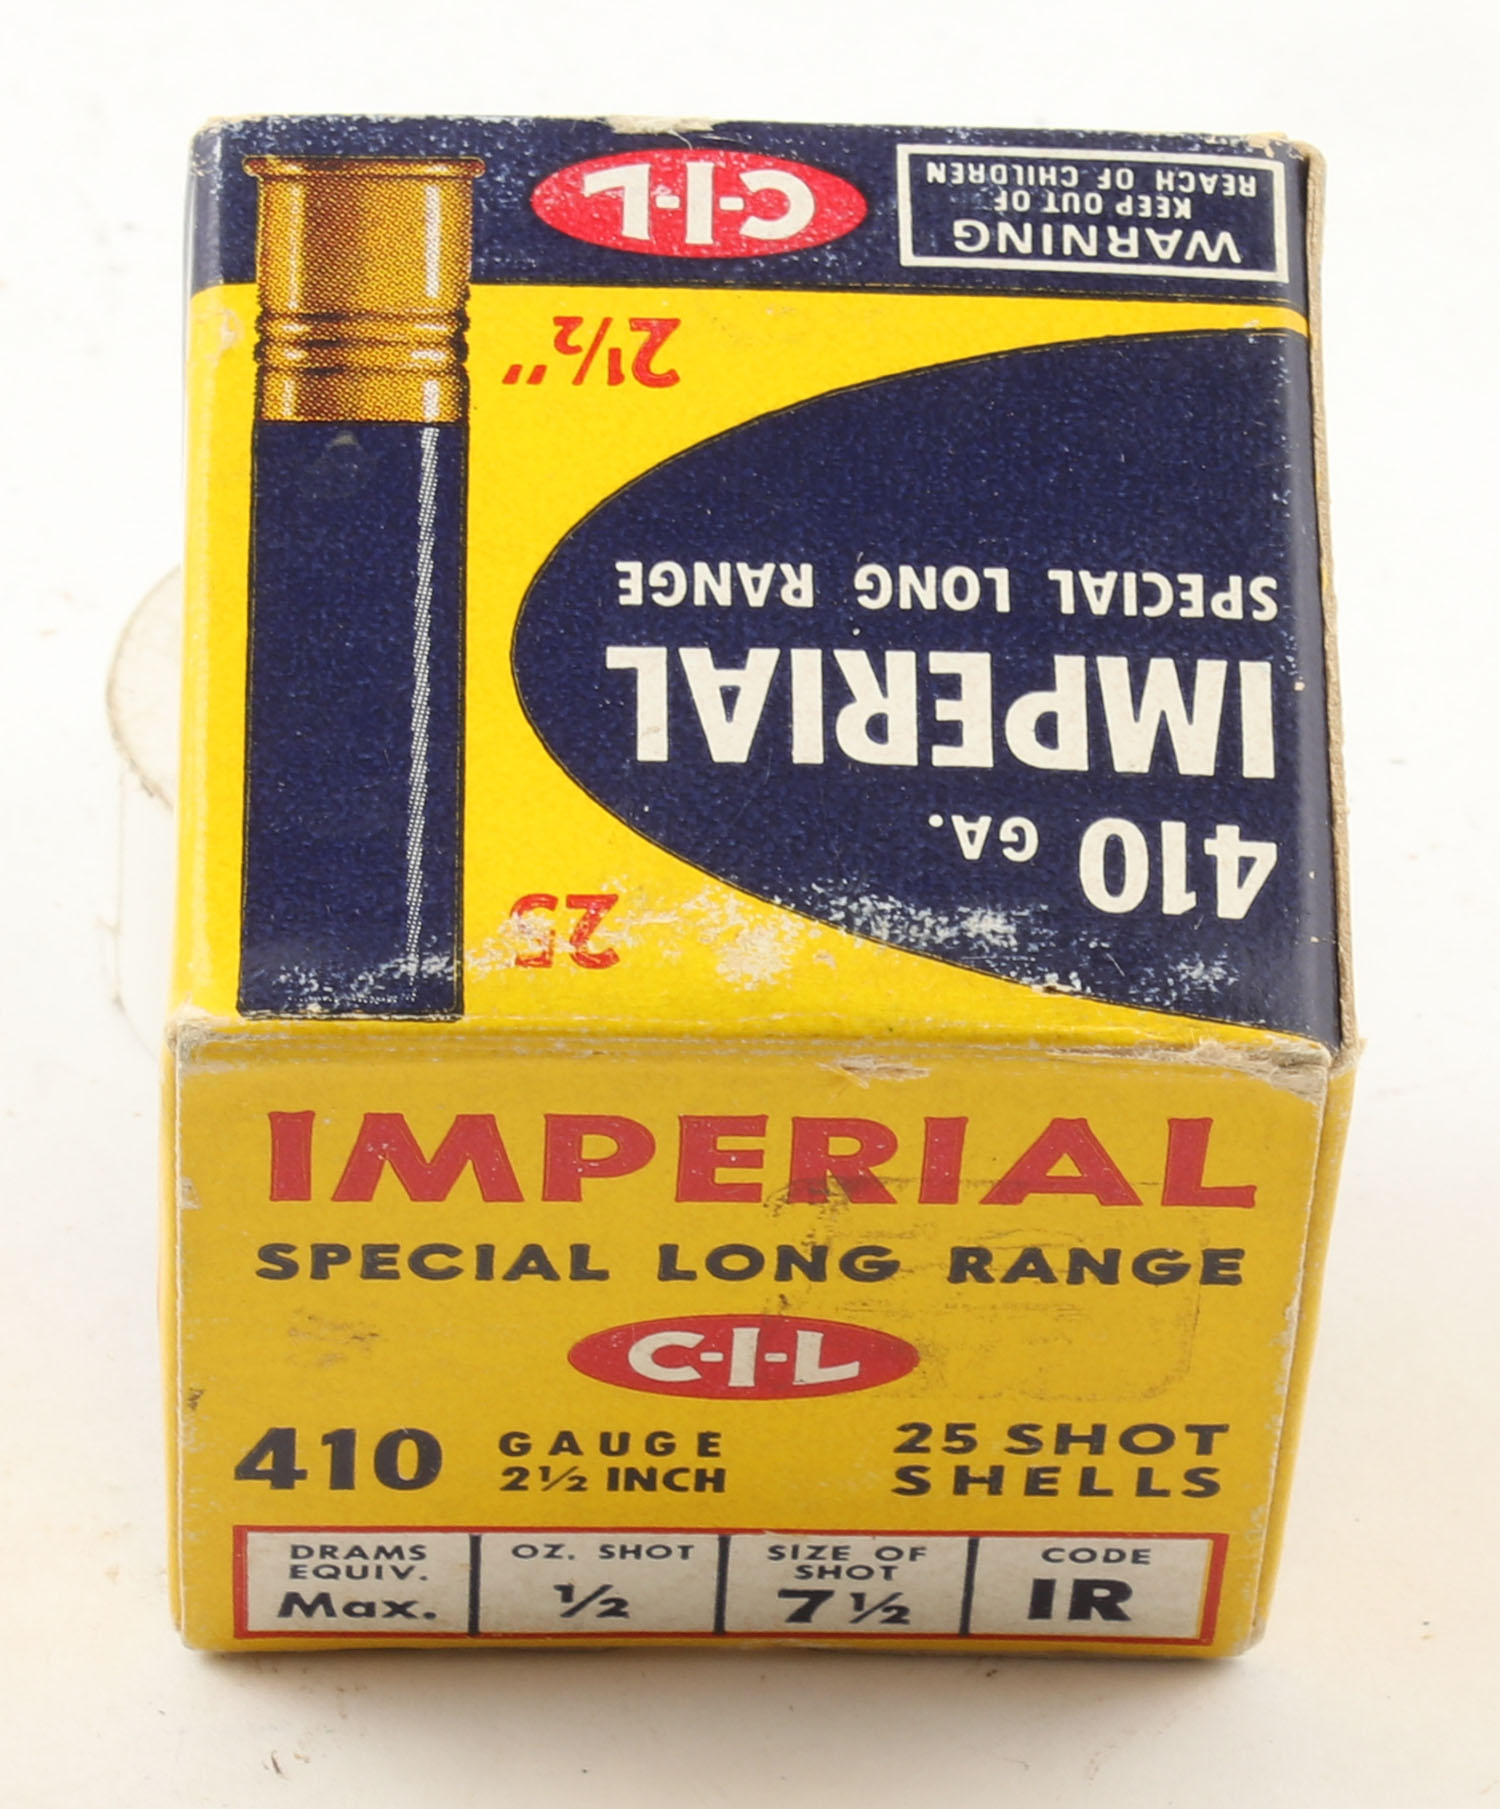 WARNING
KEEP OUT OF
REACH OF CHILDREN
C-I-L
2½"
410 GA.
IMPERIAL
SPECIAL LONG RANGE
25
IMPERIAL
SPECIAL LONG RANGE
C-I-L
410 GAUGE
2½ INCH
25 SHOT
SHELLS
DRAMS
EQUIV.
Max.
OZ. SHOT
½
SIZE OF
SHOT
7½
CODE
IR